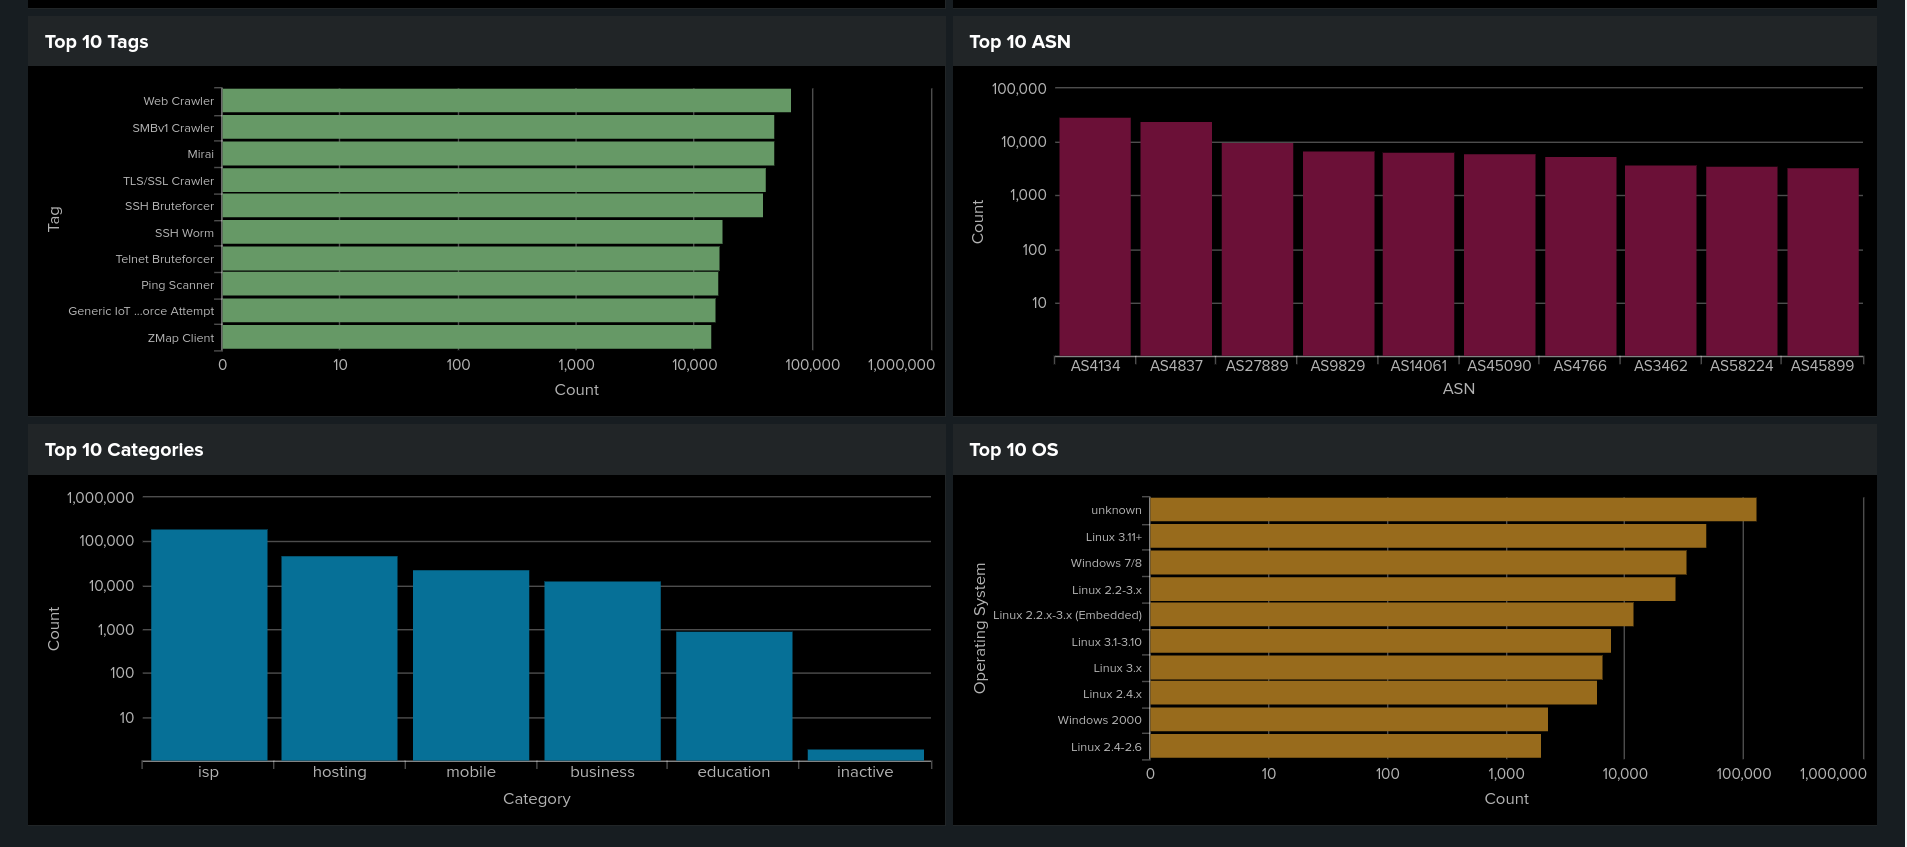 Top 10 Tags
Tag
Web Crawler
SMBv1 Crawler
Mirai
TLS/SSL Crawler
SSH Bruteforcer
SSH Worm
Telnet Bruteforcer
Ping Scanner
Generic IoT ...orce Attempt
ZMap Client
0 10 100 1,000 10,000 100,000 1,000,000
Count
Top 10 ASN
Count
100,000
10,000
1,000
100
10
AS4134 AS4837 AS27889 AS9829 AS14061 AS45090 AS4766 AS3462 AS58224 AS45899
ASN
Top 10 Categories
Count
1,000,000
100,000
10,000
1,000
100
10
isp hosting mobile business education inactive
Category
Top 10 OS
Operating System
unknown
Linux 3.11+
Windows 7/8
Linux 2.2-3.x
Linux 2.2.x-3.x (Embedded)
Linux 3.1-3.10
Linux 3.x
Linux 2.4.x
Windows 2000
Linux 2.4-2.6
0 10 100 1,000 10,000 100,000 1,000,000
Count